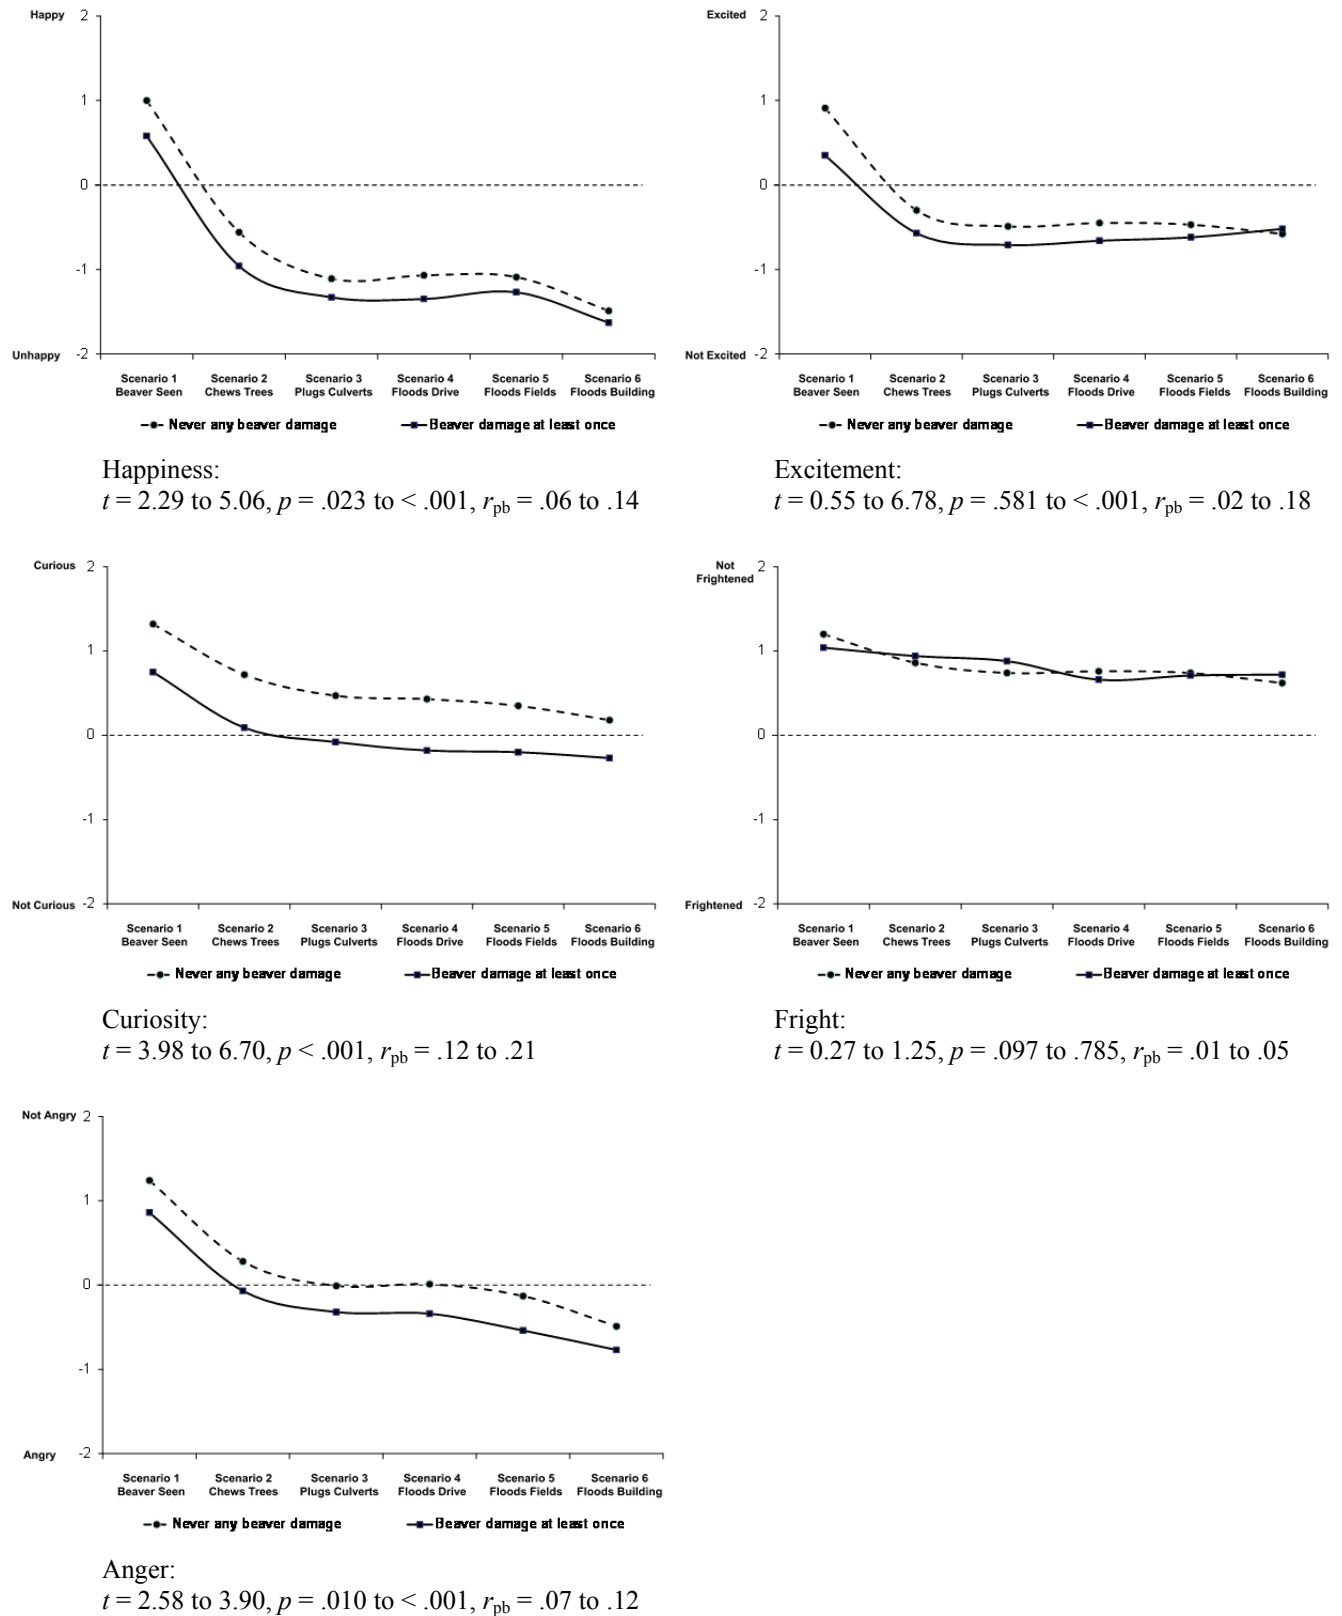 Happy 2
1
0
-1
Unhappy -2
Scenario 1 Scenario 2 Scenario 3 Scenario 4 Scenario 5 Scenario 6
Beaver Seen Chews Trees Plugs Culverts Floods Drive Floods Fields Floods Building
Never any beaver damage Beaver damage at least once
Happiness:
t = 2.29 to 5.06, p = .023 to < .001, rpb = .06 to .14
Excited 2
1
0
-1
Not Excited -2
Scenario 1 Scenario 2 Scenario 3 Scenario 4 Scenario 5 Scenario 6
Beaver Seen Chews Trees Plugs Culverts Floods Drive Floods Fields Floods Building
Never any beaver damage Beaver damage at least once
Excitement:
t = 0.55 to 6.78, p = .581 to < .001, rpb = .02 to .18
Curious 2
1
0
-1
Not Curious -2
Scenario 1 Scenario 2 Scenario 3 Scenario 4 Scenario 5 Scenario 6
Beaver Seen Chews Trees Plugs Culverts Floods Drive Floods Fields Floods Building
Never any beaver damage Beaver damage at least once
Curiosity:
t = 3.98 to 6.70, p < .001, rpb = .12 to .21
Not 2
Frightened
1
0
-1
Frightened -2
Scenario 1 Scenario 2 Scenario 3 Scenario 4 Scenario 5 Scenario 6
Beaver Seen Chews Trees Plugs Culverts Floods Drive Floods Fields Floods Building
Never any beaver damage Beaver damage at least once
Fright:
t = 0.27 to 1.25, p = .097 to .785, rpb = .01 to .05
Not Angry 2
1
0
-1
Angry -2
Scenario 1 Scenario 2 Scenario 3 Scenario 4 Scenario 5 Scenario 6
Beaver Seen Chews Trees Plugs Culverts Floods Drive Floods Fields Floods Building
Never any beaver damage Beaver damage at least once
Anger:
t = 2.58 to 3.90, p = .010 to < .001, rpb = .07 to .12